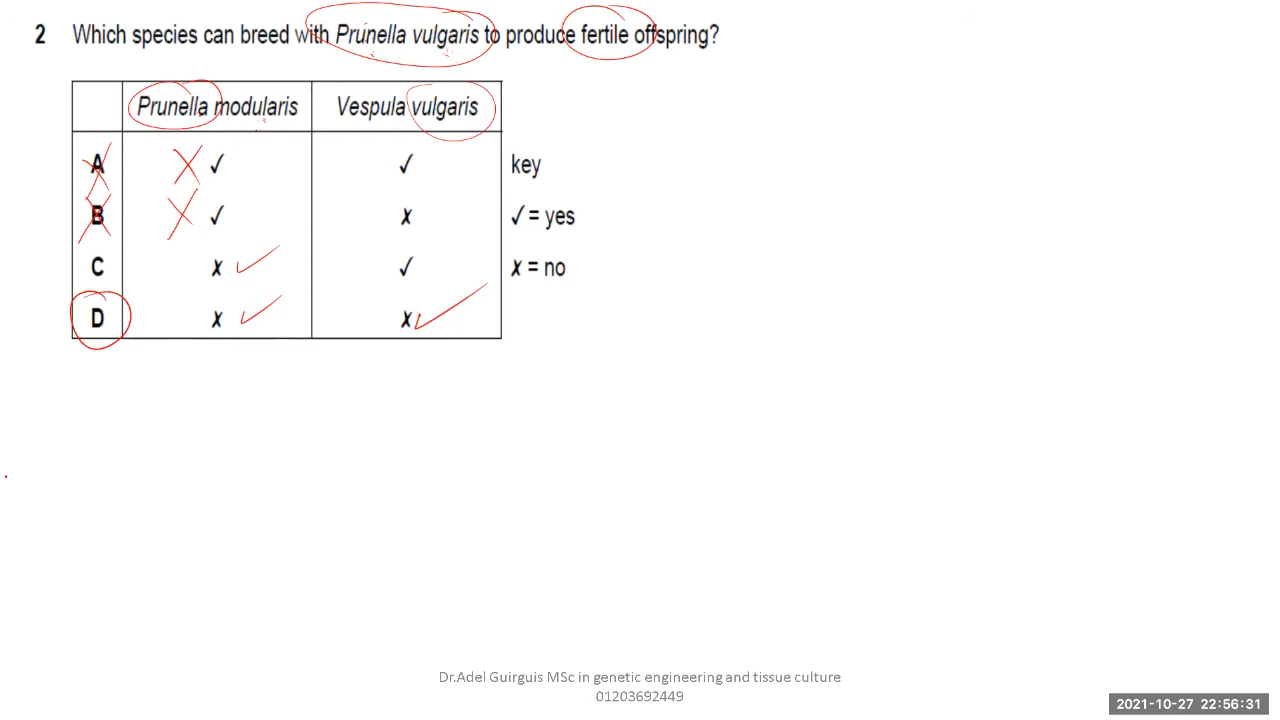 2 Which species can breed with Prunella vulgaris to produce fertile offspring?
Prunella modularis Vespula vulgaris
A ✓ ✓ key
B ✓ ✗ ✓ = yes
C ✗ ✓ ✗ = no
D ✗ ✗
Dr.Adel Guirguis MSc in genetic engineering and tissue culture
01203692449
2021-10-27 22:56:31